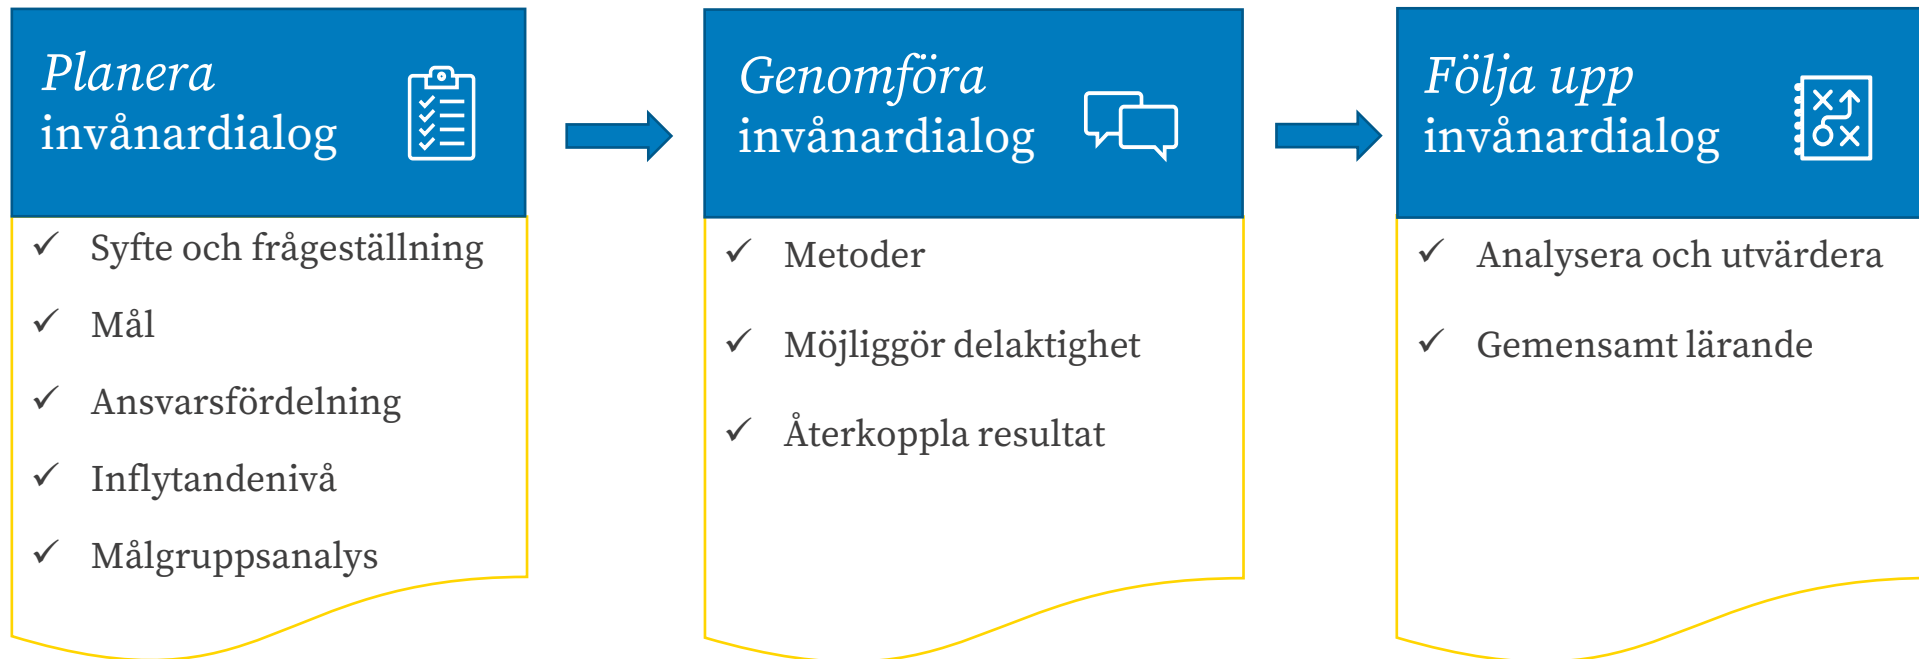 Planera
invånardialog
Syfte och frågeställning
Mål
Ansvarsfördelning
Inflytandenivå
Målgruppsanalys
Genomföra
invånardialog
Metoder
Möjliggör delaktighet
Återkoppla resultat
Följa upp
invånardialog
Analysera och utvärdera
Gemensamt lärande